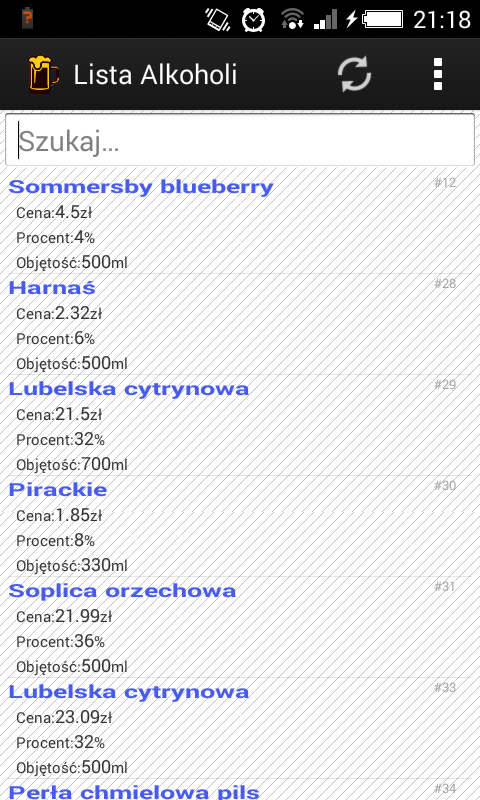 21:18
Lista Alkoholi
Szukaj...
Sommersby blueberry #12
Cena:4.5zł
Procent:4%
Objętość:500ml
Harnaś #28
Cena:2.32zł
Procent:6%
Objętość:500ml
Lubelska cytrynowa #29
Cena:21.5zł
Procent:32%
Objętość:700ml
Pirackie #30
Cena:1.85zł
Procent:8%
Objętość:330ml
Soplica orzechowa #31
Cena:21.99zł
Procent:36%
Objętość:500ml
Lubelska cytrynowa #33
Cena:23.09zł
Procent:32%
Objętość:500ml
Perła chmielowa pils #34